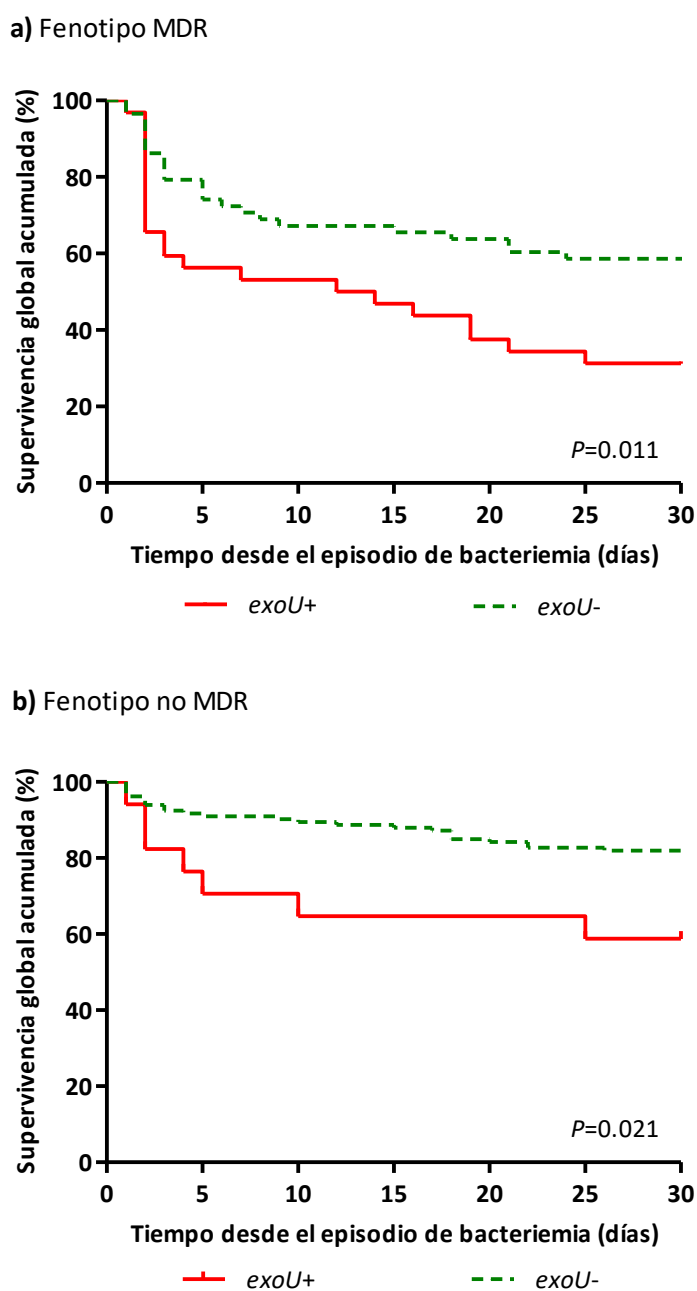 a) Fenotipo MDR
Supervivencia global acumulada (%)
100
80
60
40
20
0
P=0.011
0 5 10 15 20 25 30
Tiempo desde el episodio de bacteriemia (días)
exoU+ exoU-
b) Fenotipo no MDR
Supervivencia global acumulada (%)
100
80
60
40
20
0
P=0.021
0 5 10 15 20 25 30
Tiempo desde el episodio de bacteriemia (días)
exoU+ exoU-